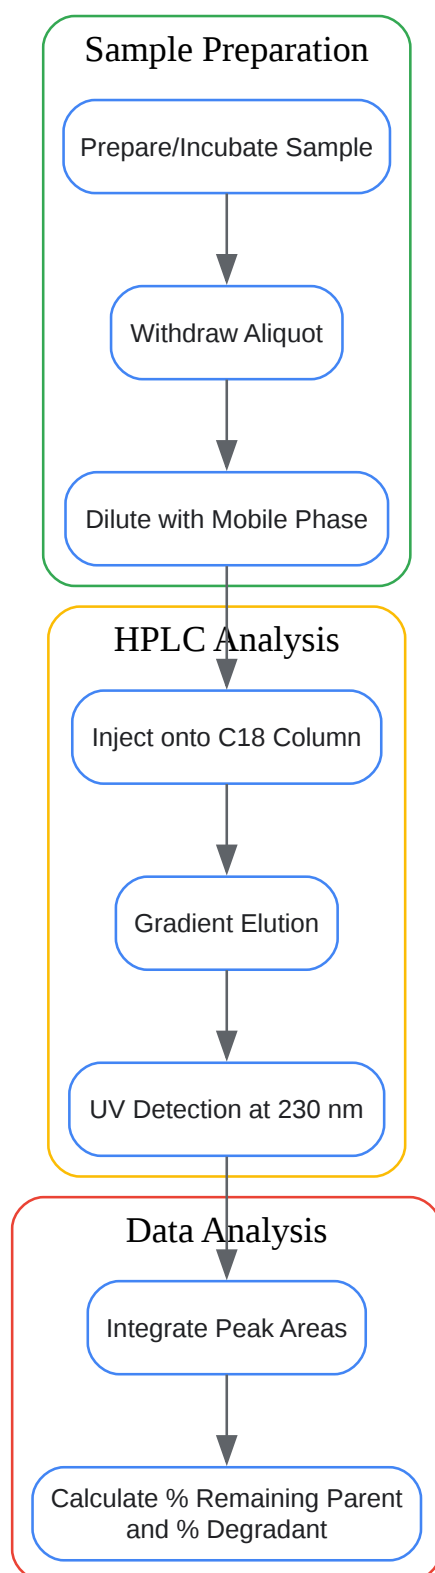 Sample Preparation
Prepare/Incubate Sample
Withdraw Aliquot
Dilute with Mobile Phase
HPLC Analysis
Inject onto C18 Column
Gradient Elution
UV Detection at 230 nm
Data Analysis
Integrate Peak Areas
Calculate % Remaining Parent
and % Degradant